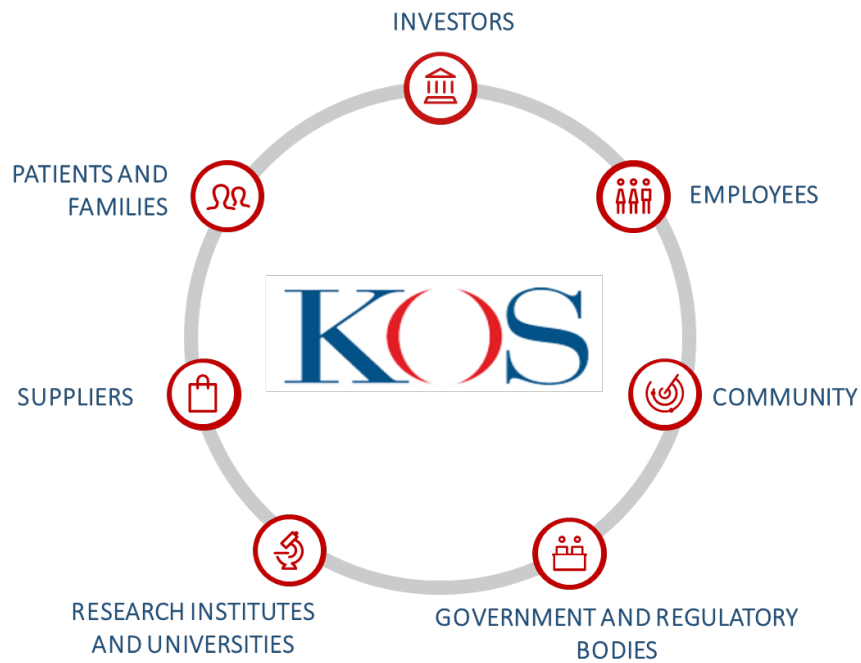 INVESTORS
PATIENTS AND
FAMILIES
EMPLOYEES
KOS
SUPPLIERS
COMMUNITY
RESEARCH INSTITUTES
AND UNIVERSITIES
GOVERNMENT AND REGULATORY
BODIES